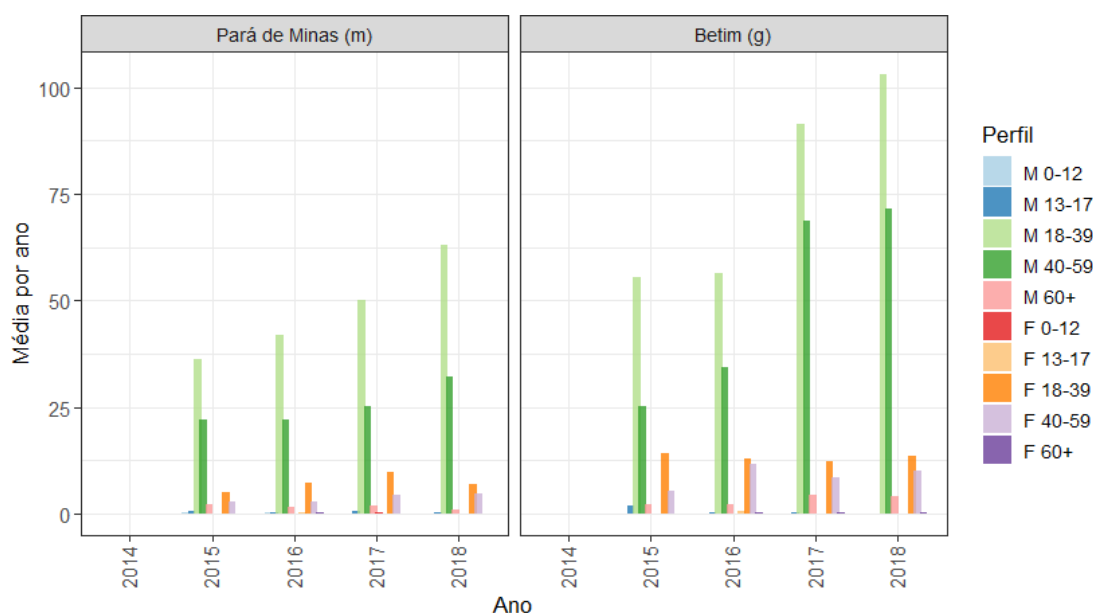 Pará de Minas (m)
Betim (g)
Média por ano
100
75
50
25
0
2014
2015
2016
2017
2018
2014
2015
2016
2017
2018
Ano
Perfil
M 0-12
M 13-17
M 18-39
M 40-59
M 60+
F 0-12
F 13-17
F 18-39
F 40-59
F 60+